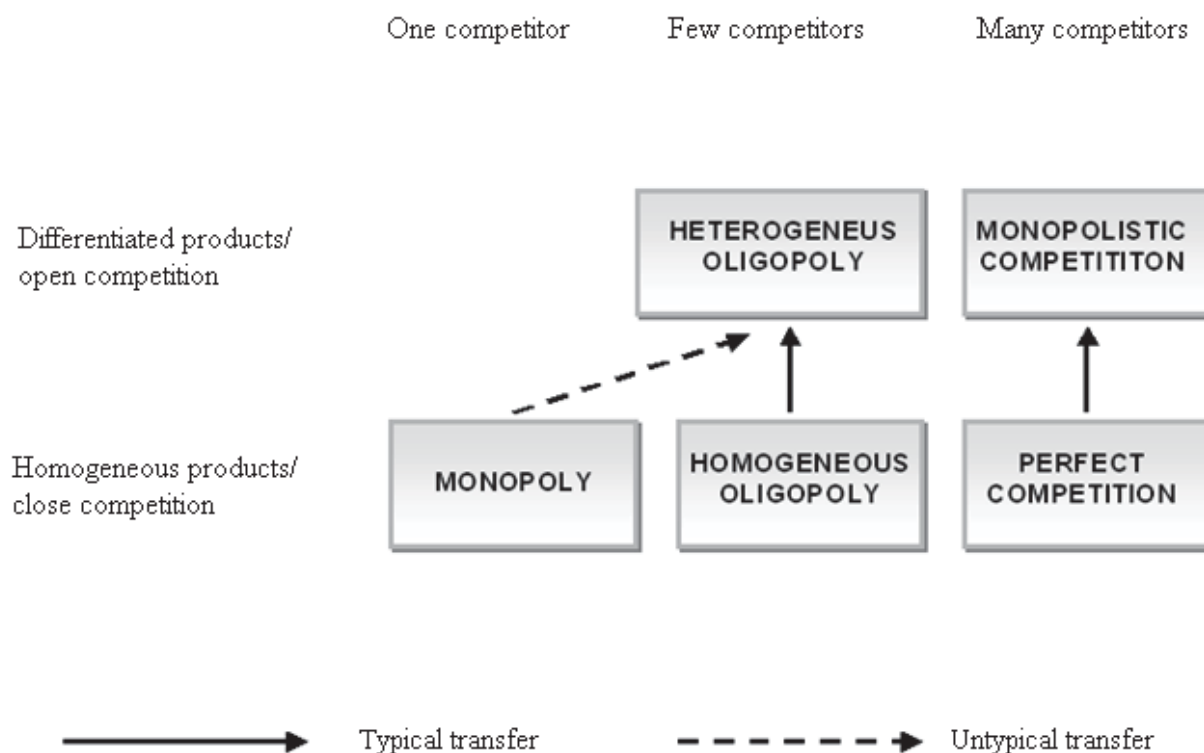 One competitor Few competitors Many competitors
HETEROGENEUS
OLIGOPOLY
MONOPOLISTIC
COMPETITITON
Differentiated products/
open competition
MONOPOLY
HOMOGENEOUS
OLIGOPOLY
PERFECT
COMPETITION
Homogeneous products/
close competition
Typical transfer
Untypical transfer